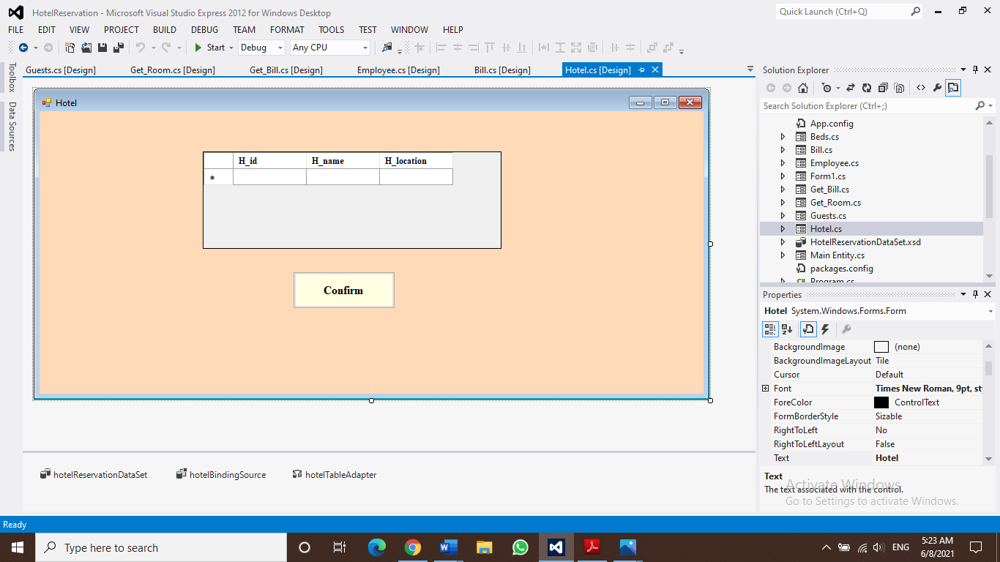 HotelReservation - Microsoft Visual Studio Express 2012 for Windows Desktop
Quick Launch (Ctrl+Q)
FILE EDIT VIEW PROJECT BUILD DEBUG TEAM FORMAT TOOLS TEST WINDOW HELP
Start Debug Any CPU
Toolbox
Data Sources
Guests.cs [Design] Get_Room.cs [Design] Get_Bill.cs [Design] Employee.cs [Design] Bill.cs [Design] Hotel.cs [Design]
Hotel
H_id H_name H_location
Confirm
hotelReservationDataSet hotelBindingSource hotelTableAdapter
Solution Explorer
Search Solution Explorer (Ctrl+;)
App.config
Beds.cs
Bill.cs
Employee.cs
Form1.cs
Get_Bill.cs
Get_Room.cs
Guests.cs
Hotel.cs
HotelReservationDataSet.xsd
Main Entity.cs
packages.config
Program.cs
Properties
Hotel System.Windows.Forms.Form
BackgroundImage (none)
BackgroundImageLayout Tile
Cursor Default
Font Times New Roman, 9pt, st
ForeColor ControlText
FormBorderStyle Sizable
RightToLeft No
RightToLeftLayout False
Text Hotel
Text
The text associated with the control.
Activate Windows
Go to Settings to activate Windows.
Ready
Type here to search
ENG
5:23 AM
6/8/2021